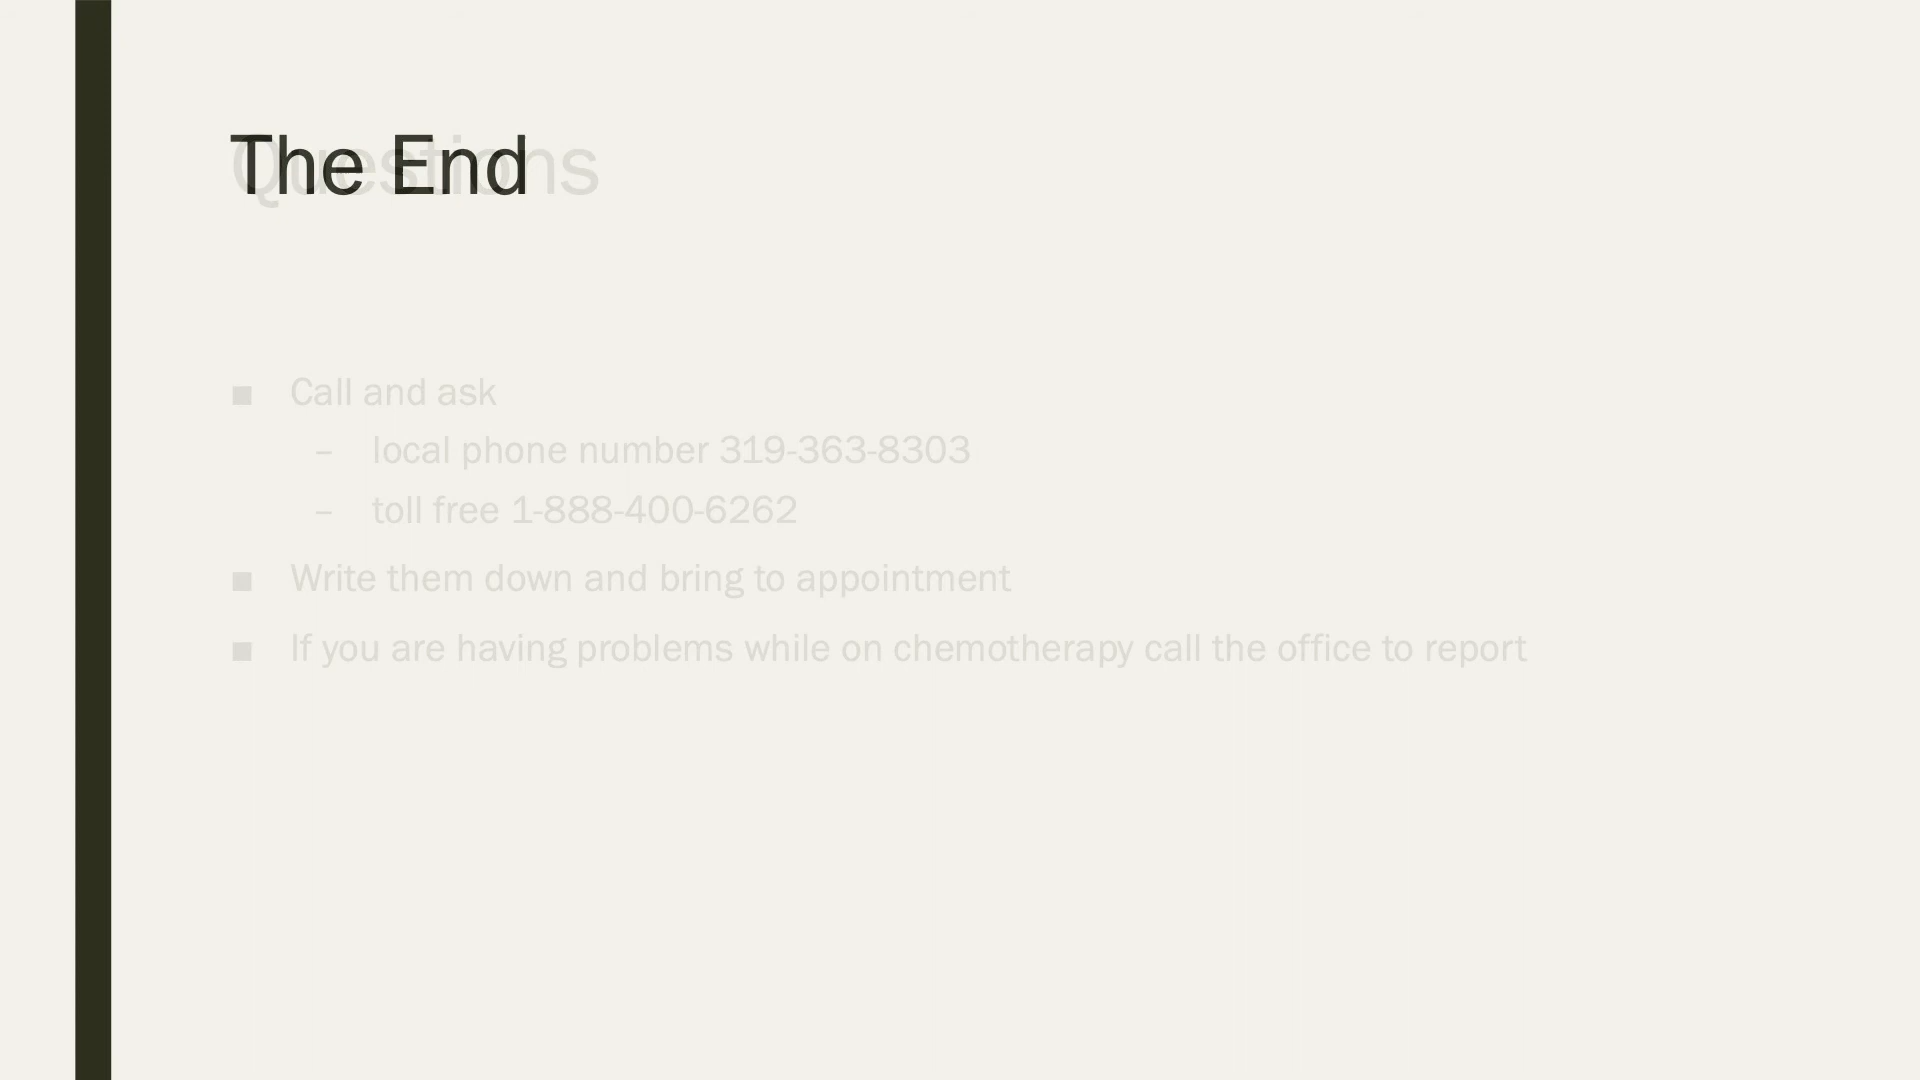 The End
Questions
■ Call and ask
– local phone number 319-363-8303
– toll free 1-888-400-6262
■ Write them down and bring to appointment
■ If you are having problems while on chemotherapy call the office to report